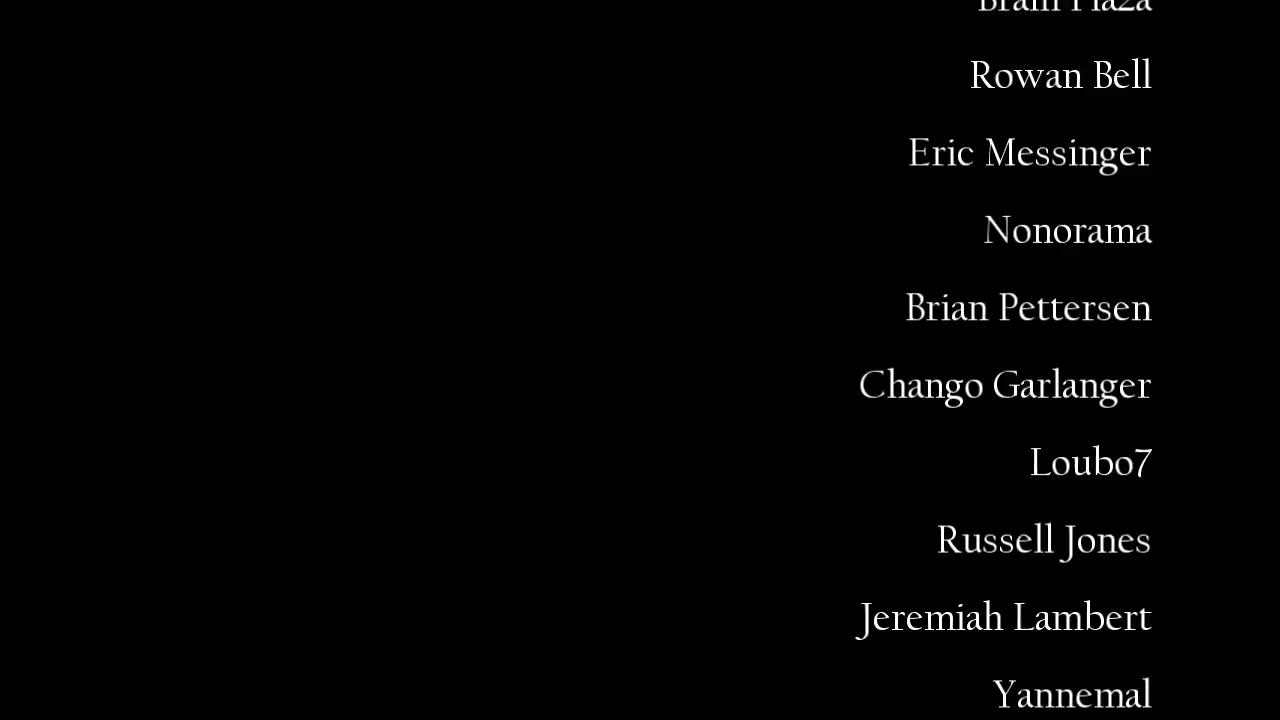 Rowan Bell
Eric Messinger
Nonorama
Brian Pettersen
Chango Garlanger
Loubo7
Russell Jones
Jeremiah Lambert
Yannemal